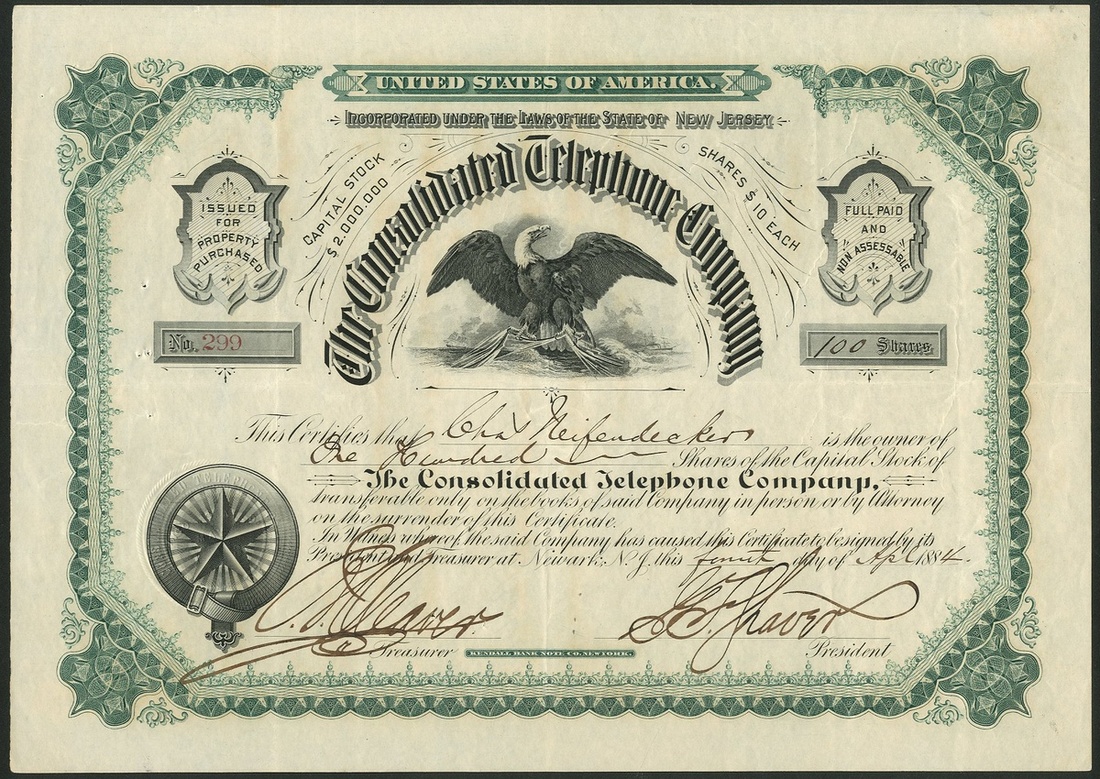 UNITED STATES OF AMERICA.
INCORPORATED UNDER THE LAWS OF THE STATE OF NEW JERSEY
ISSUED
FOR
PROPERTY
PURCHASED
CAPITAL STOCK
$2.000.000
The Consolidated Telephone Company
SHARES $10 EACH
FULL PAID
AND
NON ASSESSABLE
No. 299
100 Shares
This Certifies that Chas Neifendecker is the owner of
One Hundred Shares of the Capital Stock of
The Consolidated Telephone Company,
transferable only on the books of said Company in person or by Attorney
on the surrender of this Certificate.
In Witness whereof the said Company has caused this Certificate to be signed by its
President and Treasurer at Newark, N.J. this fourth day of Apl 1884.
Shaver
Treasurer
KENDALL BANK NOTE CO. NEW YORK.
President